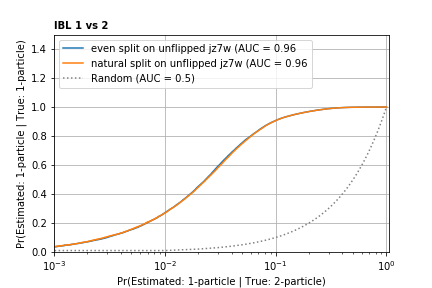 IBL 1 vs 2
even split on unflipped jz7w (AUC = 0.96
natural split on unflipped jz7w (AUC = 0.96
Random (AUC = 0.5)
Pr(Estimated: 1-particle | True: 1-particle)
1.4
1.2
1.0
0.8
0.6
0.4
0.2
0.0
10⁻³
10⁻²
10⁻¹
10⁰
Pr(Estimated: 1-particle | True: 2-particle)